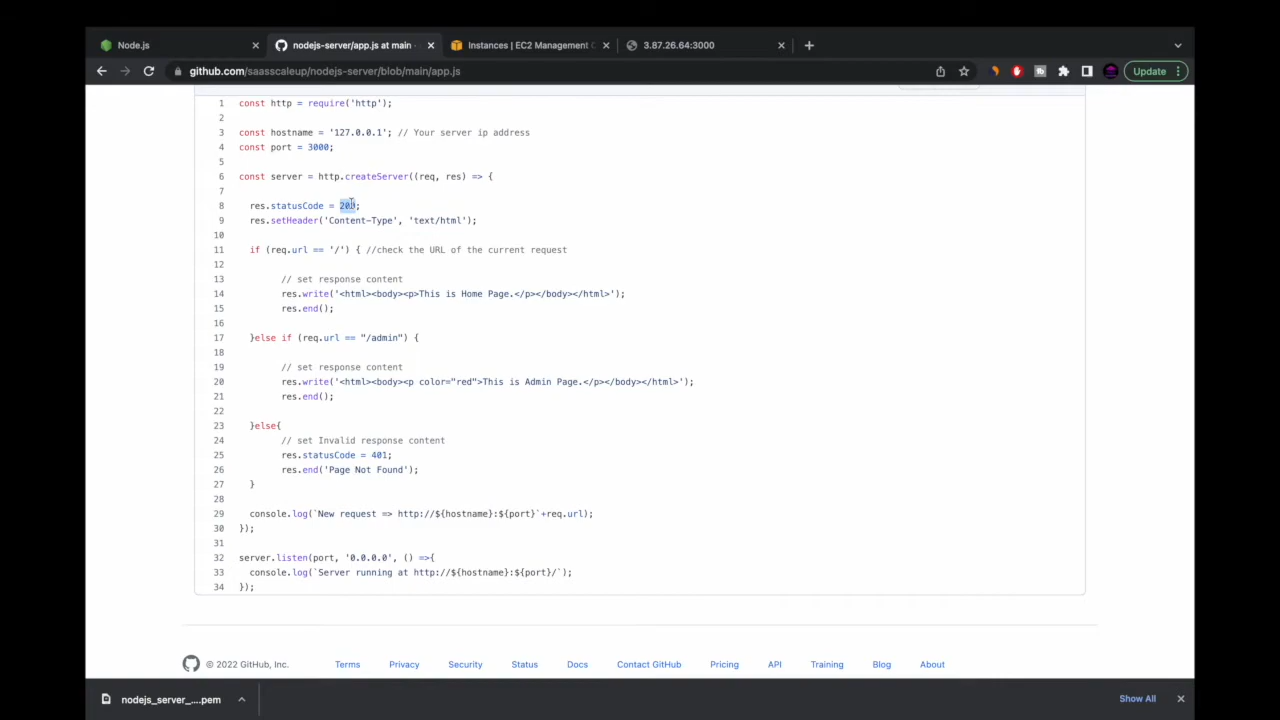 Node.js
nodejs-server/app.js at main
Instances | EC2 Management C
3.87.26.64:3000
github.com/saasscaleup/nodejs-server/blob/main/app.js
Update
1 const http = require('http');
2
3 const hostname = '127.0.0.1'; // Your server ip address
4 const port = 3000;
5
6 const server = http.createServer((req, res) => {
7
8 res.statusCode = 200;
9 res.setHeader('Content-Type', 'text/html');
10
11 if (req.url == '/') { //check the URL of the current request
12
13 // set response content
14 res.write('<html><body><p>This is Home Page.</p></body></html>');
15 res.end();
16
17 }else if (req.url == "/admin") {
18
19 // set response content
20 res.write('<html><body><p color="red">This is Admin Page.</p></body></html>');
21 res.end();
22
23 }else{
24 // set Invalid response content
25 res.statusCode = 401;
26 res.end('Page Not Found');
27 }
28
29 console.log(`New request => http://${hostname}:${port}`+req.url);
30 });
31
32 server.listen(port, '0.0.0.0', () =>{
33 console.log(`Server running at http://${hostname}:${port}/`);
34 });
© 2022 GitHub, Inc. Terms Privacy Security Status Docs Contact GitHub Pricing API Training Blog About
nodejs_server_....pem
Show All